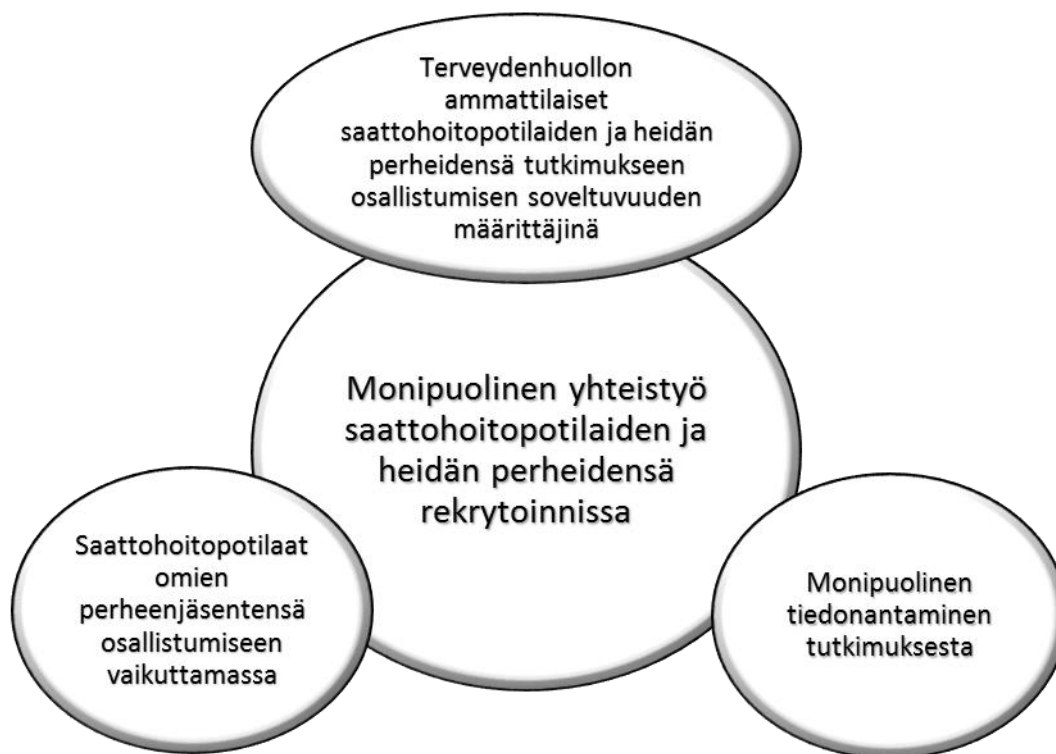 Terveydenhuollon
ammattilaiset
saattohoitopotilaiden ja heidän
perheidensä tutkimukseen
osallistumisen soveltuvuuden
määrittäjinä
Monipuolinen yhteistyö
saattohoitopotilaiden ja
heidän perheidensä
rekrytoinnissa
Saattohoitopotilaat
omien
perheenjäsentensä
osallistumiseen
vaikuttamassa
Monipuolinen
tiedonantaminen
tutkimuksesta